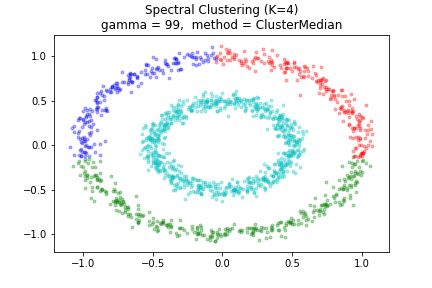 Spectral Clustering (K=4)
gamma = 99,  method = ClusterMedian
1.0
0.5
0.0
−0.5
−1.0
−1.0 −0.5 0.0 0.5 1.0